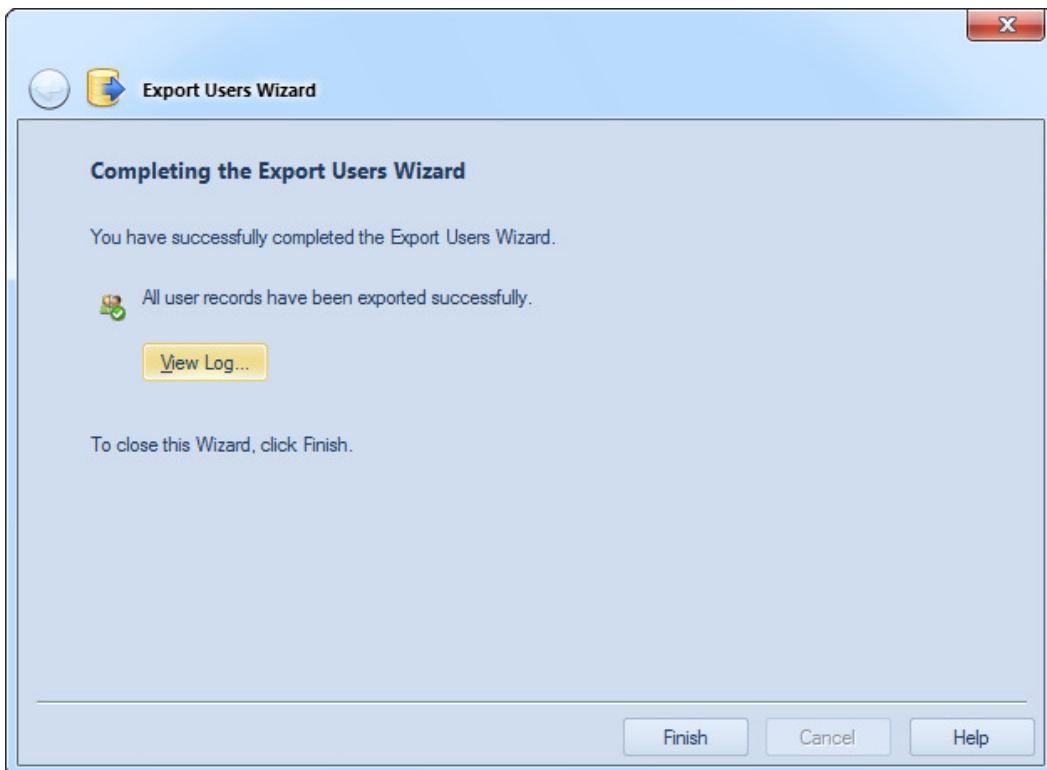 Export Users Wizard
Completing the Export Users Wizard
You have successfully completed the Export Users Wizard.
All user records have been exported successfully.
View Log...
To close this Wizard, click Finish.
Finish
Cancel
Help